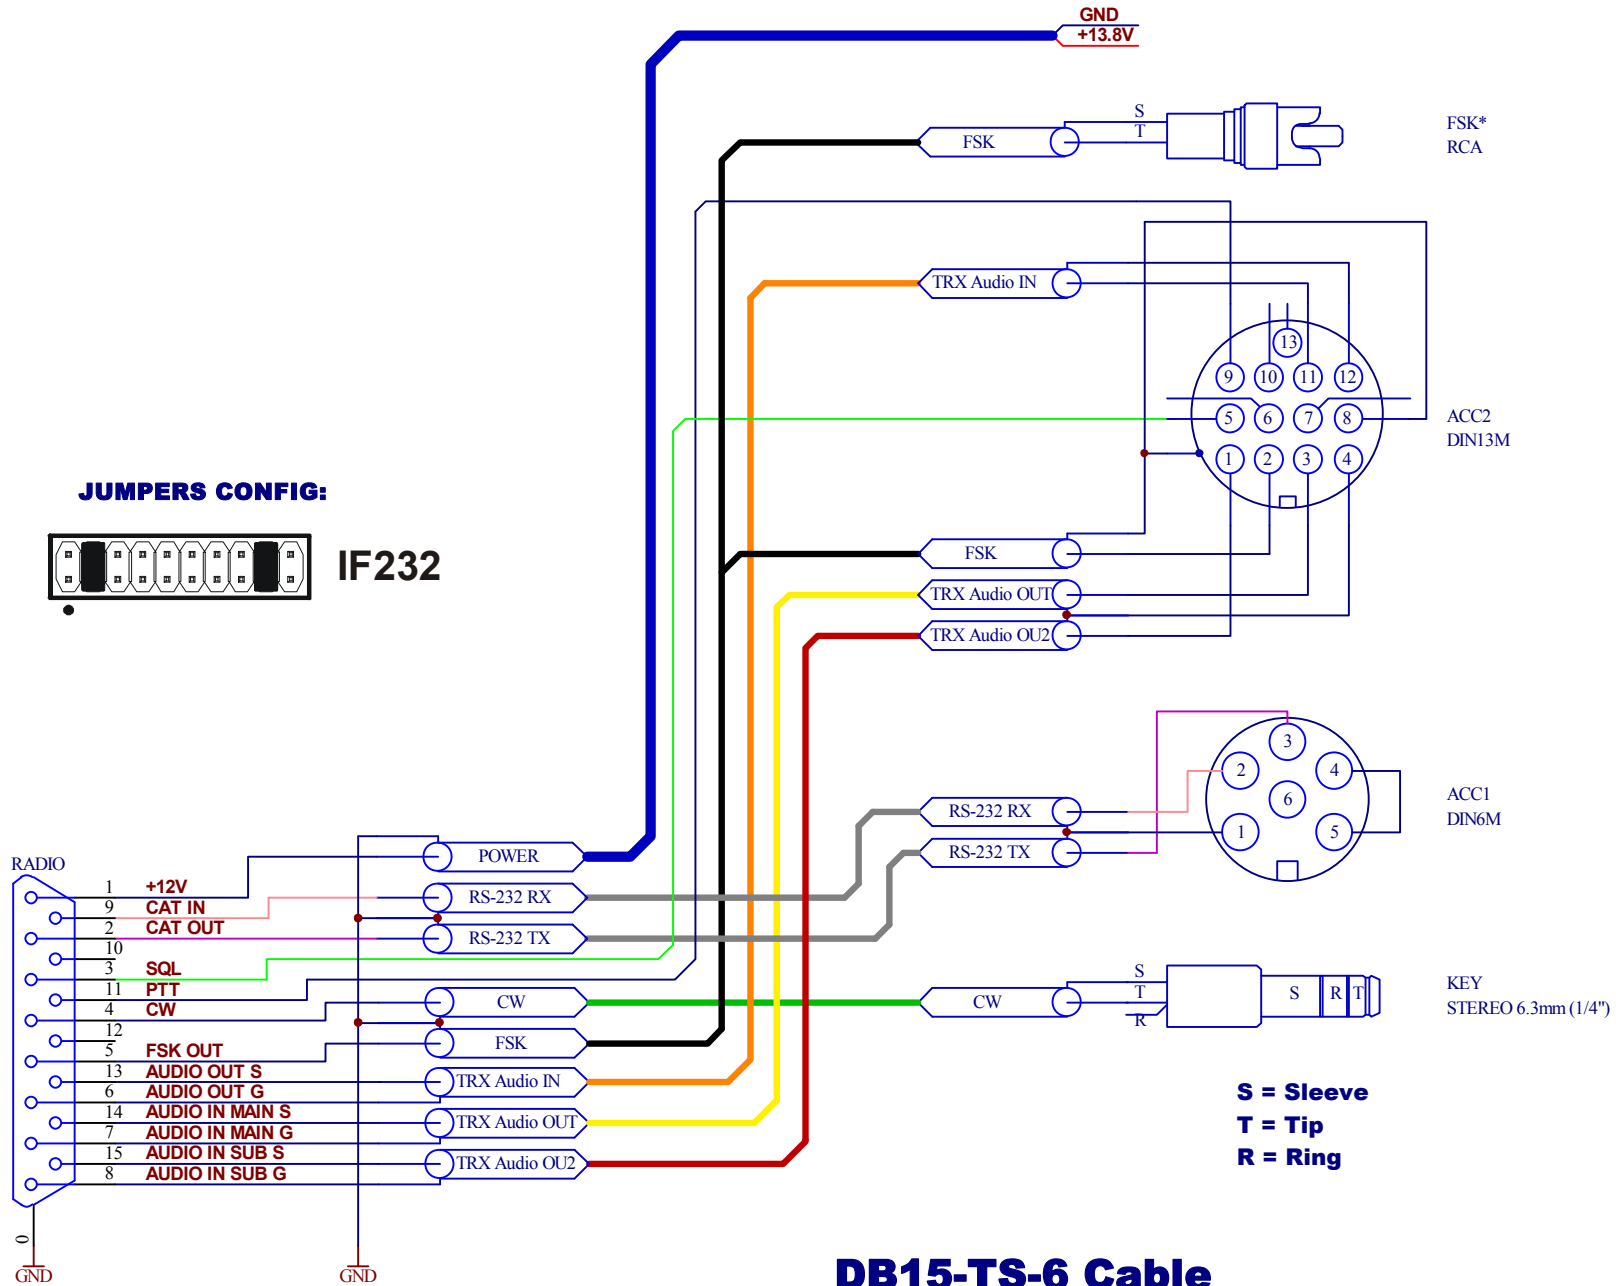 GND
+13.8V
S
T
FSK
FSK*
RCA
TRX Audio IN
13
9 10 11 12
5 6 7 8
1 2 3 4
ACC2
DIN13M
JUMPERS CONFIG:
IF232
FSK
TRX Audio OUT
TRX Audio OU2
3
2 4
6
1 5
ACC1
DIN6M
RS-232 RX
RS-232 TX
RADIO
1 +12V
9 CAT IN
2 CAT OUT
10
3 SQL
11 PTT
4 CW
12
5 FSK OUT
13 AUDIO OUT S
6 AUDIO OUT G
14 AUDIO IN MAIN S
7 AUDIO IN MAIN G
15 AUDIO IN SUB S
8 AUDIO IN SUB G
0
GND
GND
POWER
RS-232 RX
RS-232 TX
CW
FSK
TRX Audio IN
TRX Audio OUT
TRX Audio OU2
CW
S
T
R
S R T
KEY
STEREO 6.3mm (1/4")
S = Sleeve
T = Tip
R = Ring
DB15-TS-6 Cable